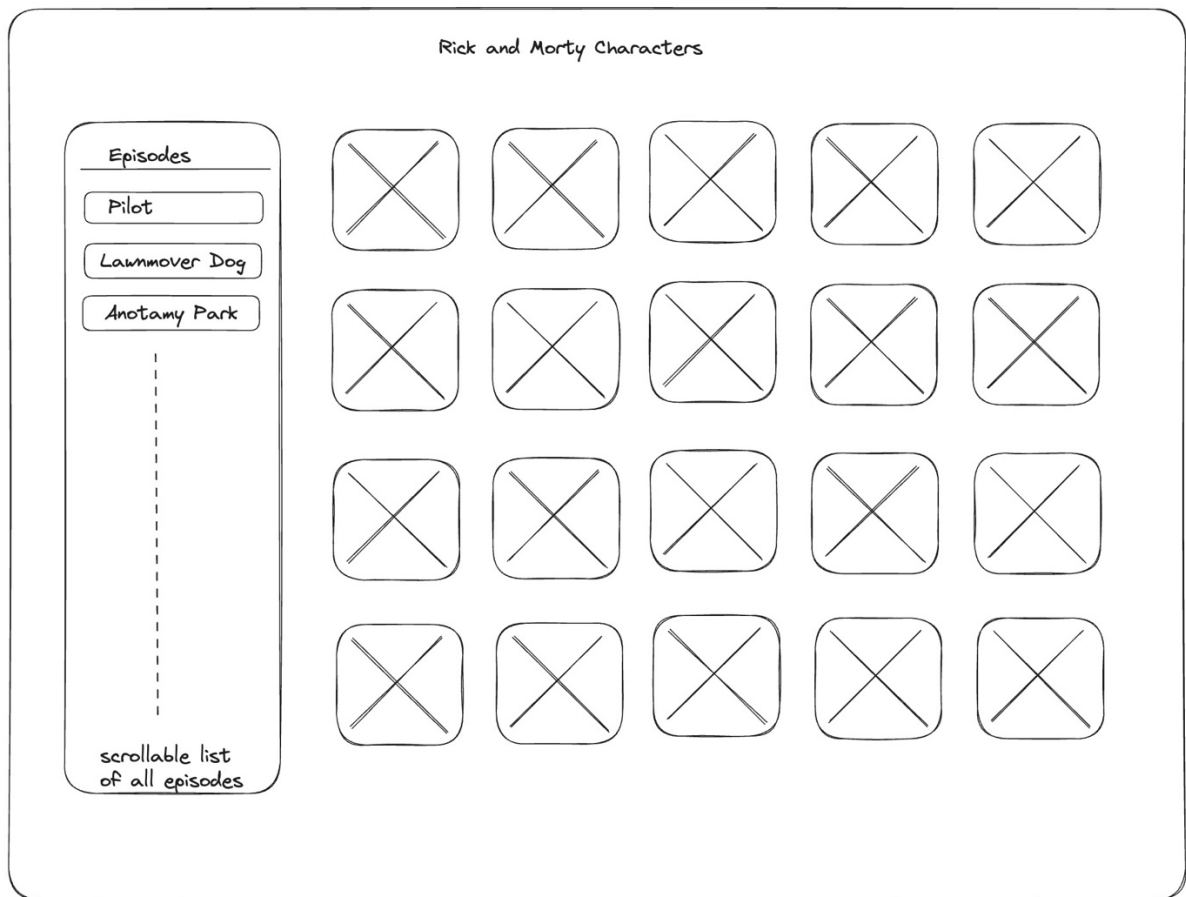 Rick and Morty Characters
Episodes
Pilot
Lawnmover Dog
Anotamy Park
scrollable list
of all episodes